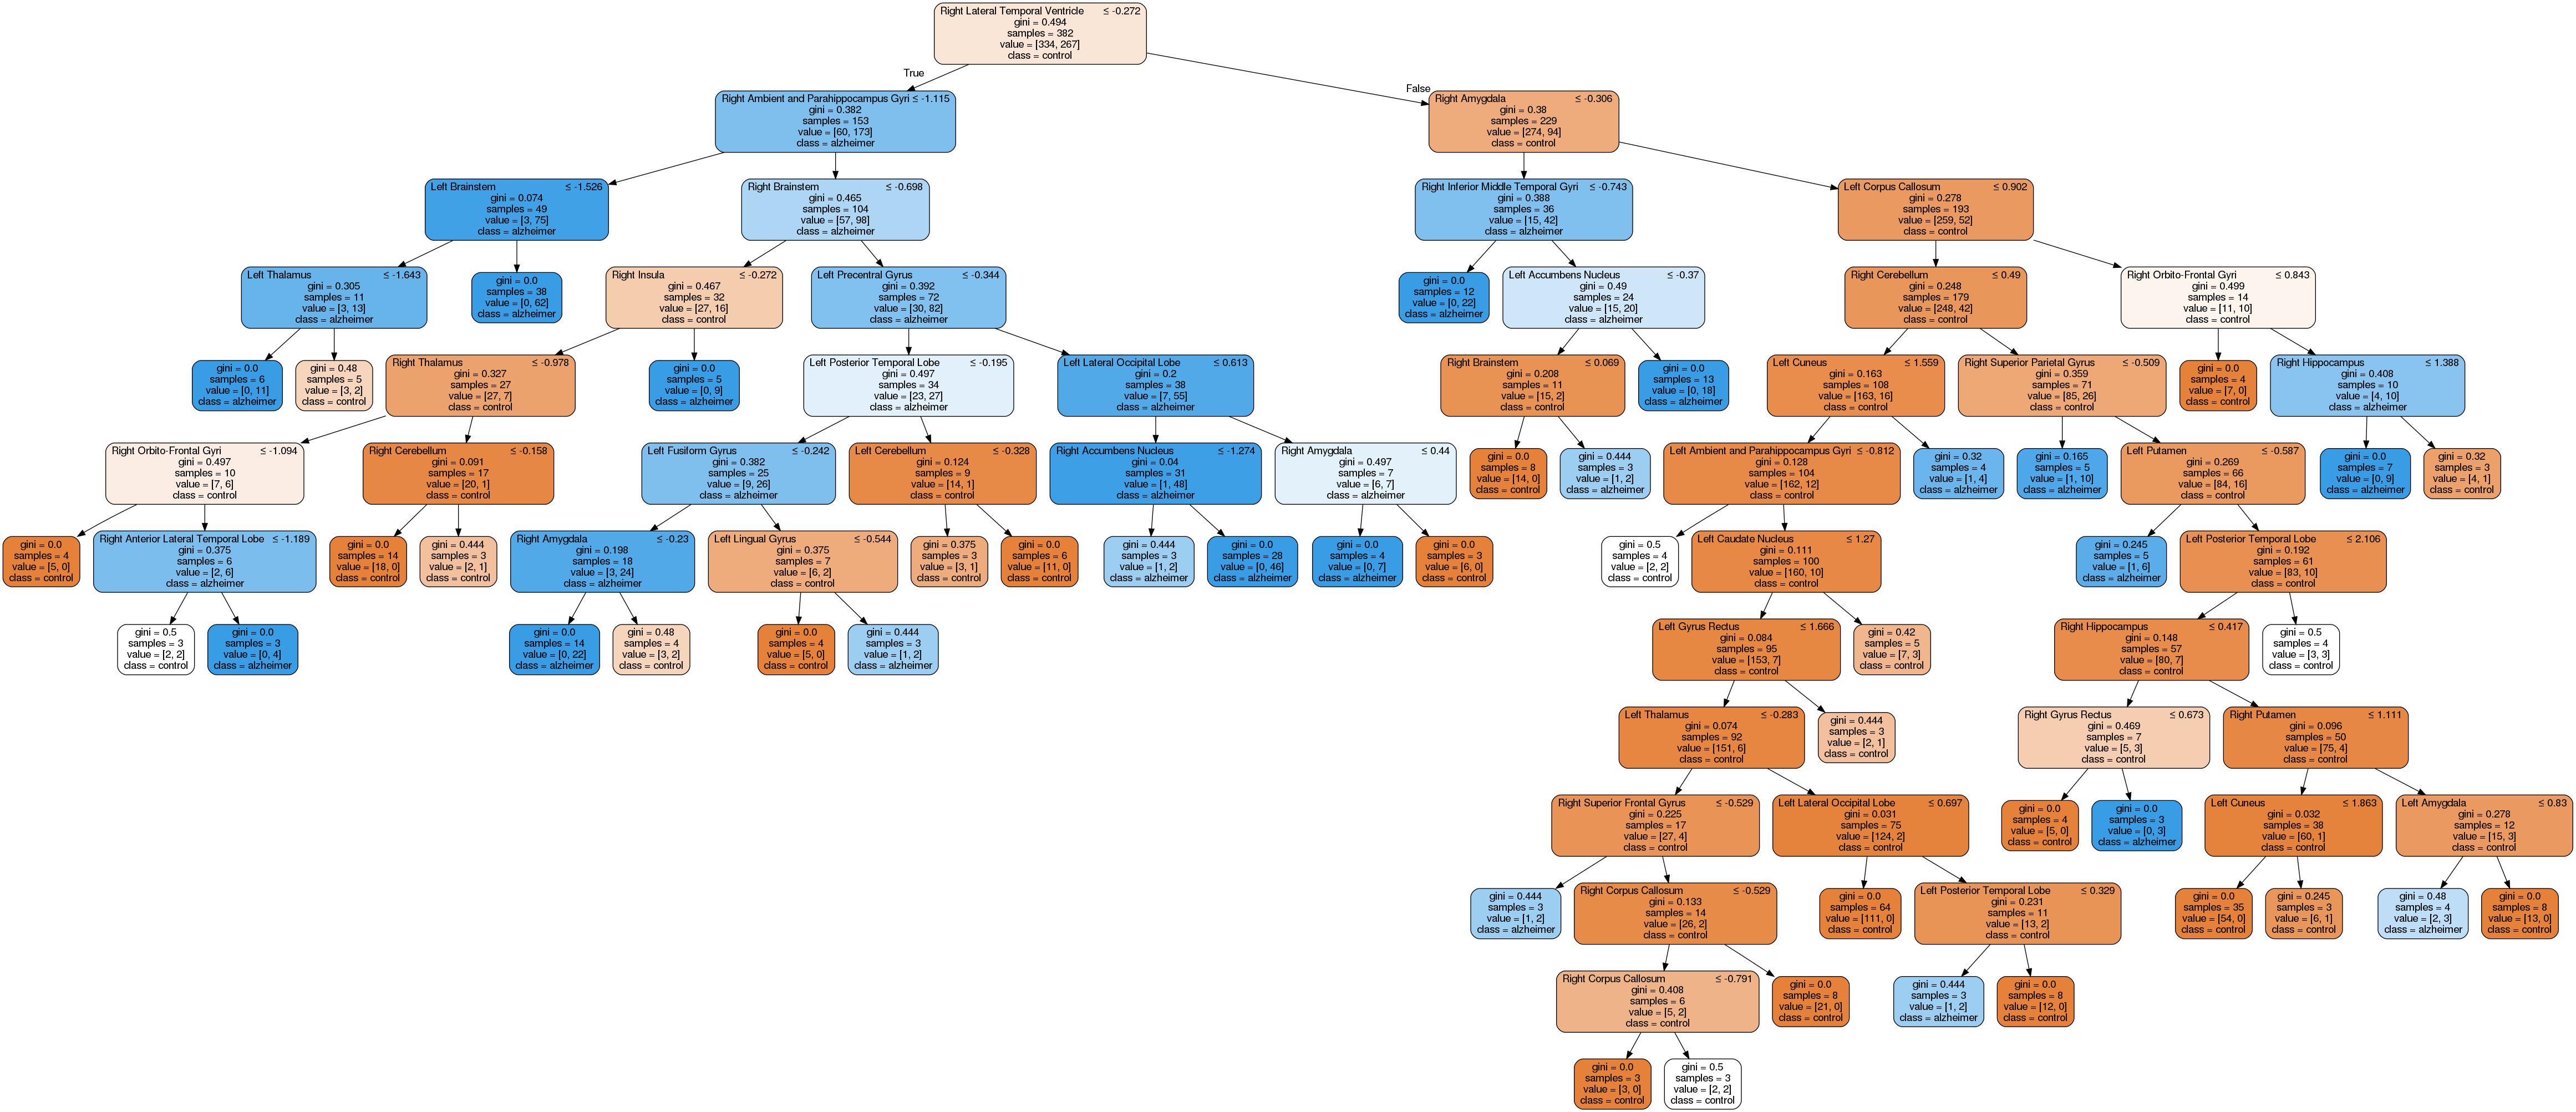 Right Lateral Temporal Ventricle ≤ -0.272
gini = 0.494
samples = 382
value = [334, 267]
class = control
True
False
Right Ambient and Parahippocampus Gyri ≤ -1.115
gini = 0.382
samples = 153
value = [60, 173]
class = alzheimer
Right Amygdala ≤ -0.306
gini = 0.38
samples = 229
value = [274, 94]
class = control
Left Brainstem ≤ -1.526
gini = 0.074
samples = 49
value = [3, 75]
class = alzheimer
Right Brainstem ≤ -0.698
gini = 0.465
samples = 104
value = [57, 98]
class = alzheimer
Right Inferior Middle Temporal Gyri ≤ -0.743
gini = 0.388
samples = 36
value = [15, 42]
class = alzheimer
Left Corpus Callosum ≤ 0.902
gini = 0.278
samples = 193
value = [259, 52]
class = control
Left Thalamus ≤ -1.643
gini = 0.305
samples = 11
value = [3, 13]
class = alzheimer
gini = 0.0
samples = 38
value = [0, 62]
class = alzheimer
Right Insula ≤ -0.272
gini = 0.467
samples = 32
value = [27, 16]
class = control
Left Precentral Gyrus ≤ -0.344
gini = 0.392
samples = 72
value = [30, 82]
class = alzheimer
gini = 0.0
samples = 12
value = [0, 22]
class = alzheimer
Left Accumbens Nucleus ≤ -0.37
gini = 0.49
samples = 24
value = [15, 20]
class = alzheimer
Right Cerebellum ≤ 0.49
gini = 0.248
samples = 179
value = [248, 42]
class = control
Right Orbito-Frontal Gyri ≤ 0.843
gini = 0.499
samples = 14
value = [11, 10]
class = control
gini = 0.0
samples = 6
value = [0, 11]
class = alzheimer
gini = 0.48
samples = 5
value = [3, 2]
class = control
Right Thalamus ≤ -0.978
gini = 0.327
samples = 27
value = [27, 7]
class = control
gini = 0.0
samples = 5
value = [0, 9]
class = alzheimer
Left Posterior Temporal Lobe ≤ -0.195
gini = 0.497
samples = 34
value = [23, 27]
class = alzheimer
Left Lateral Occipital Lobe ≤ 0.613
gini = 0.2
samples = 38
value = [7, 55]
class = alzheimer
Right Brainstem ≤ 0.069
gini = 0.208
samples = 11
value = [15, 2]
class = control
gini = 0.0
samples = 13
value = [0, 18]
class = alzheimer
Left Cuneus ≤ 1.559
gini = 0.163
samples = 108
value = [163, 16]
class = control
Right Superior Parietal Gyrus ≤ -0.509
gini = 0.359
samples = 71
value = [85, 26]
class = control
gini = 0.0
samples = 4
value = [7, 0]
class = control
Right Hippocampus ≤ 1.388
gini = 0.408
samples = 10
value = [4, 10]
class = alzheimer
Right Orbito-Frontal Gyri ≤ -1.094
gini = 0.497
samples = 10
value = [7, 6]
class = control
Right Cerebellum ≤ -0.158
gini = 0.091
samples = 17
value = [20, 1]
class = control
Left Fusiform Gyrus ≤ -0.242
gini = 0.382
samples = 25
value = [9, 26]
class = alzheimer
Left Cerebellum ≤ -0.328
gini = 0.124
samples = 9
value = [14, 1]
class = control
Right Accumbens Nucleus ≤ -1.274
gini = 0.04
samples = 31
value = [1, 48]
class = alzheimer
Right Amygdala ≤ 0.44
gini = 0.497
samples = 7
value = [6, 7]
class = alzheimer
gini = 0.0
samples = 8
value = [14, 0]
class = control
gini = 0.444
samples = 3
value = [1, 2]
class = alzheimer
Left Ambient and Parahippocampus Gyri ≤ -0.812
gini = 0.128
samples = 104
value = [162, 12]
class = control
gini = 0.32
samples = 4
value = [1, 4]
class = alzheimer
gini = 0.165
samples = 5
value = [1, 10]
class = alzheimer
Left Putamen ≤ -0.587
gini = 0.269
samples = 66
value = [84, 16]
class = control
gini = 0.0
samples = 7
value = [0, 9]
class = alzheimer
gini = 0.32
samples = 3
value = [4, 1]
class = control
gini = 0.0
samples = 4
value = [5, 0]
class = control
Right Anterior Lateral Temporal Lobe ≤ -1.189
gini = 0.375
samples = 6
value = [2, 6]
class = alzheimer
gini = 0.0
samples = 14
value = [18, 0]
class = control
gini = 0.444
samples = 3
value = [2, 1]
class = control
Right Amygdala ≤ -0.23
gini = 0.198
samples = 18
value = [3, 24]
class = alzheimer
Left Lingual Gyrus ≤ -0.544
gini = 0.375
samples = 7
value = [6, 2]
class = control
gini = 0.375
samples = 3
value = [3, 1]
class = control
gini = 0.0
samples = 6
value = [11, 0]
class = control
gini = 0.444
samples = 3
value = [1, 2]
class = alzheimer
gini = 0.0
samples = 28
value = [0, 46]
class = alzheimer
gini = 0.0
samples = 4
value = [0, 7]
class = alzheimer
gini = 0.0
samples = 3
value = [6, 0]
class = control
gini = 0.5
samples = 4
value = [2, 2]
class = control
Left Caudate Nucleus ≤ 1.27
gini = 0.111
samples = 100
value = [160, 10]
class = control
gini = 0.245
samples = 5
value = [1, 6]
class = alzheimer
Left Posterior Temporal Lobe ≤ 2.106
gini = 0.192
samples = 61
value = [83, 10]
class = control
gini = 0.5
samples = 3
value = [2, 2]
class = control
gini = 0.0
samples = 3
value = [0, 4]
class = alzheimer
gini = 0.0
samples = 14
value = [0, 22]
class = alzheimer
gini = 0.48
samples = 4
value = [3, 2]
class = control
gini = 0.0
samples = 4
value = [5, 0]
class = control
gini = 0.444
samples = 3
value = [1, 2]
class = alzheimer
Left Gyrus Rectus ≤ 1.666
gini = 0.084
samples = 95
value = [153, 7]
class = control
gini = 0.42
samples = 5
value = [7, 3]
class = control
Right Hippocampus ≤ 0.417
gini = 0.148
samples = 57
value = [80, 7]
class = control
gini = 0.5
samples = 4
value = [3, 3]
class = control
Left Thalamus ≤ -0.283
gini = 0.074
samples = 92
value = [151, 6]
class = control
gini = 0.444
samples = 3
value = [2, 1]
class = control
Right Gyrus Rectus ≤ 0.673
gini = 0.469
samples = 7
value = [5, 3]
class = control
Right Putamen ≤ 1.111
gini = 0.096
samples = 50
value = [75, 4]
class = control
Right Superior Frontal Gyrus ≤ -0.529
gini = 0.225
samples = 17
value = [27, 4]
class = control
Left Lateral Occipital Lobe ≤ 0.697
gini = 0.031
samples = 75
value = [124, 2]
class = control
gini = 0.0
samples = 4
value = [5, 0]
class = control
gini = 0.0
samples = 3
value = [0, 3]
class = alzheimer
Left Cuneus ≤ 1.863
gini = 0.032
samples = 38
value = [60, 1]
class = control
Left Amygdala ≤ 0.83
gini = 0.278
samples = 12
value = [15, 3]
class = control
gini = 0.444
samples = 3
value = [1, 2]
class = alzheimer
Right Corpus Callosum ≤ -0.529
gini = 0.133
samples = 14
value = [26, 2]
class = control
gini = 0.0
samples = 64
value = [111, 0]
class = control
Left Posterior Temporal Lobe ≤ 0.329
gini = 0.231
samples = 11
value = [13, 2]
class = control
gini = 0.0
samples = 35
value = [54, 0]
class = control
gini = 0.245
samples = 3
value = [6, 1]
class = control
gini = 0.48
samples = 4
value = [2, 3]
class = alzheimer
gini = 0.0
samples = 8
value = [13, 0]
class = control
Right Corpus Callosum ≤ -0.791
gini = 0.408
samples = 6
value = [5, 2]
class = control
gini = 0.0
samples = 8
value = [21, 0]
class = control
gini = 0.444
samples = 3
value = [1, 2]
class = alzheimer
gini = 0.0
samples = 8
value = [12, 0]
class = control
gini = 0.0
samples = 3
value = [3, 0]
class = control
gini = 0.5
samples = 3
value = [2, 2]
class = control